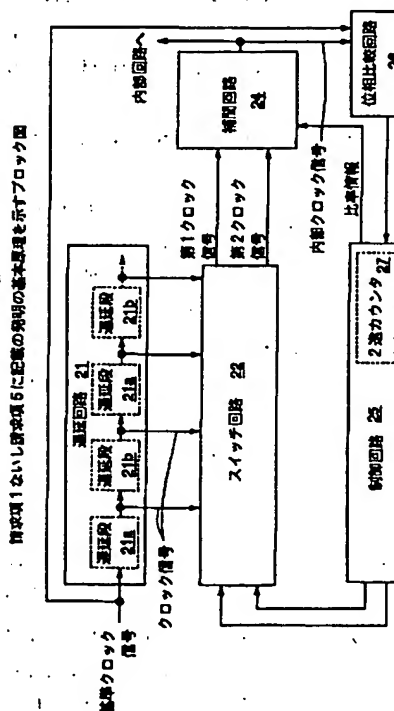 請求項1ないし請求項5に記載の発明の基本原理を示すブロック図
基準クロック
信号
遅延回路 21
遅延段
21a
遅延段
21b
遅延段
21a
遅延段
21b
クロック信号
スイッチ回路 22
第1クロック
信号
第2クロック
信号
補間回路
24
内部回路へ
内部クロック信号
比率情報
制御回路 25
2進カウンタ
27
位相比較回路